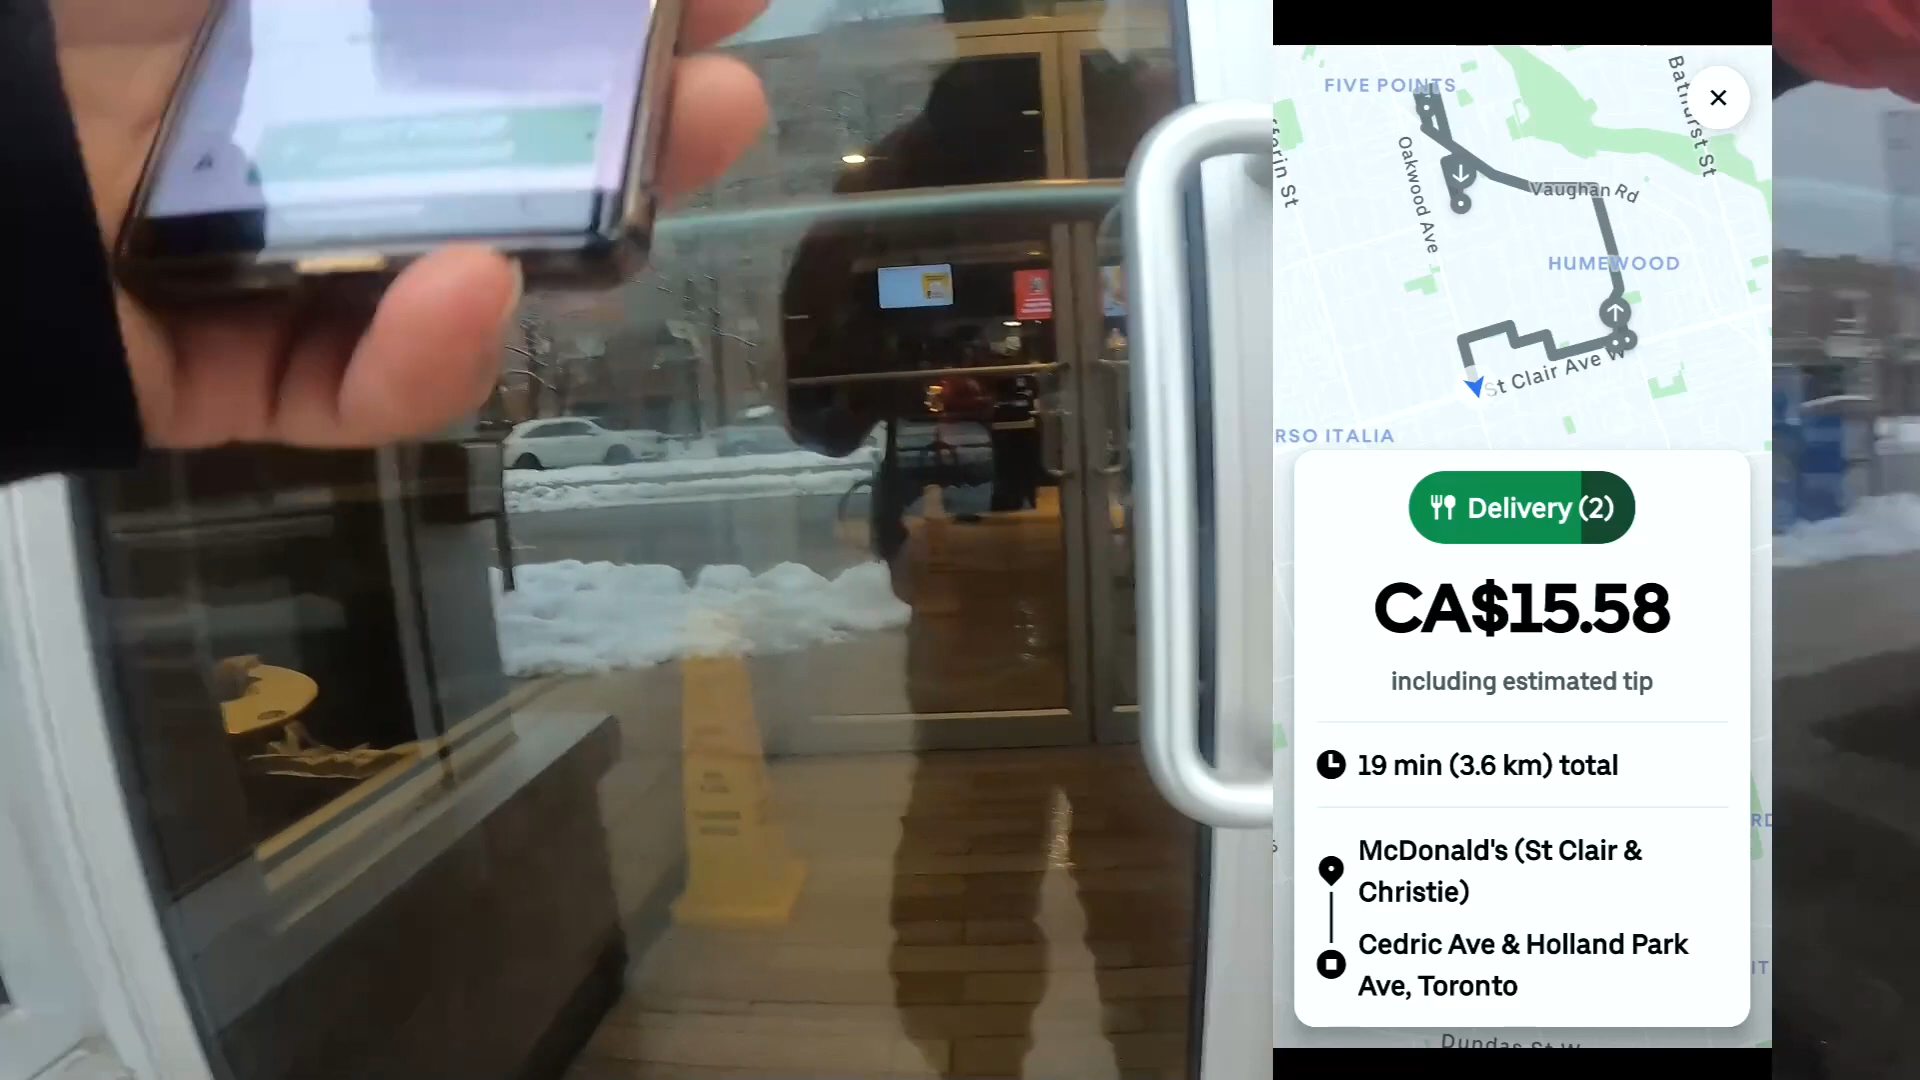 FIVE POINTS
Bathurst St
Oakwood Ave
Vaughan Rd
HUMEWOOD
St Clair Ave W
RSO ITALIA
Delivery (2)
CA$15.58
including estimated tip
19 min (3.6 km) total
McDonald's (St Clair &
Christie)
Cedric Ave & Holland Park
Ave, Toronto
Dundas St W